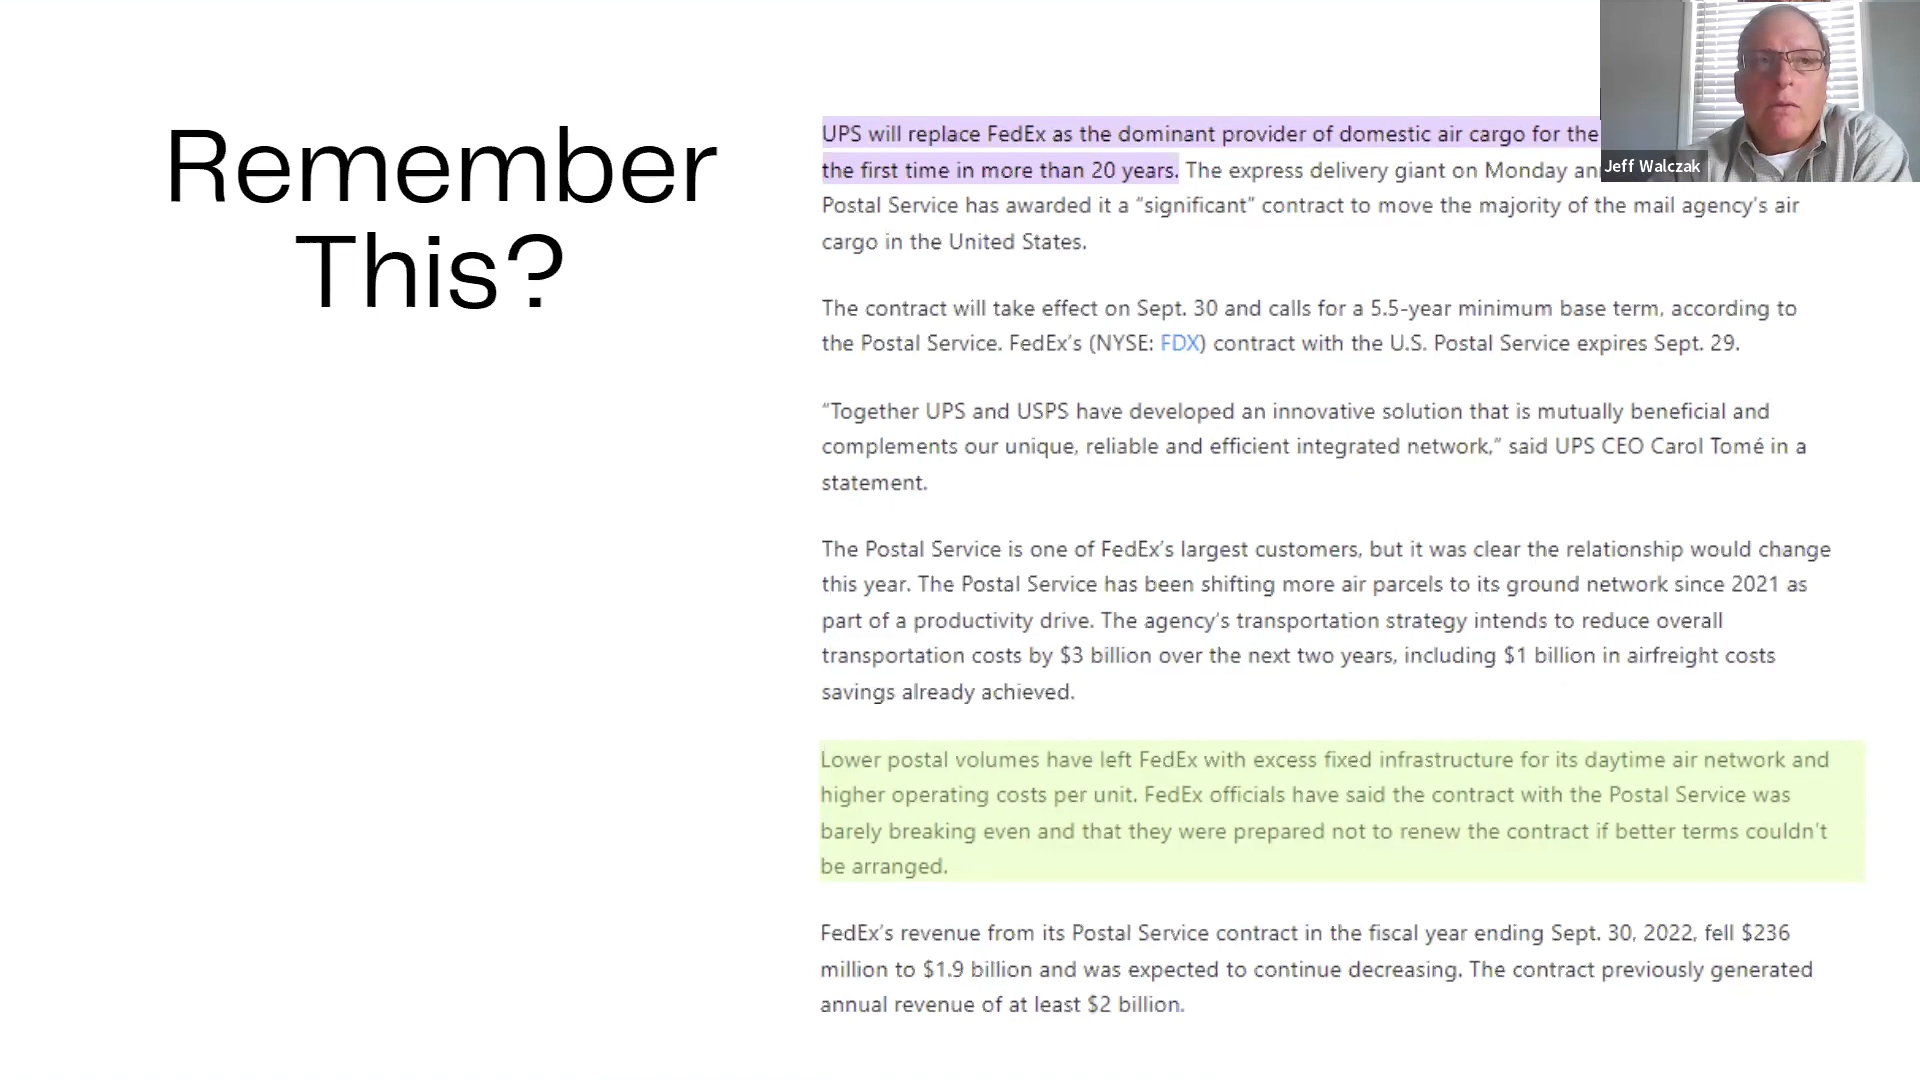 Remember
This?
UPS will replace FedEx as the dominant provider of domestic air cargo for the
the first time in more than 20 years. The express delivery giant on Monday
Postal Service has awarded it a “significant” contract to move the majority of the mail agency’s air
cargo in the United States.
The contract will take effect on Sept. 30 and calls for a 5.5-year minimum base term, according to
the Postal Service. FedEx’s (NYSE: FDX) contract with the U.S. Postal Service expires Sept. 29.
“Together UPS and USPS have developed an innovative solution that is mutually beneficial and
complements our unique, reliable and efficient integrated network,” said UPS CEO Carol Tomé in a
statement.
The Postal Service is one of FedEx’s largest customers, but it was clear the relationship would change
this year. The Postal Service has been shifting more air parcels to its ground network since 2021 as
part of a productivity drive. The agency’s transportation strategy intends to reduce overall
transportation costs by $3 billion over the next two years, including $1 billion in airfreight costs
savings already achieved.
Lower postal volumes have left FedEx with excess fixed infrastructure for its daytime air network and
higher operating costs per unit. FedEx officials have said the contract with the Postal Service was
barely breaking even and that they were prepared not to renew the contract if better terms couldn’t
be arranged.
FedEx’s revenue from its Postal Service contract in the fiscal year ending Sept. 30, 2022, fell $236
million to $1.9 billion and was expected to continue decreasing. The contract previously generated
annual revenue of at least $2 billion.
Jeff Walczak